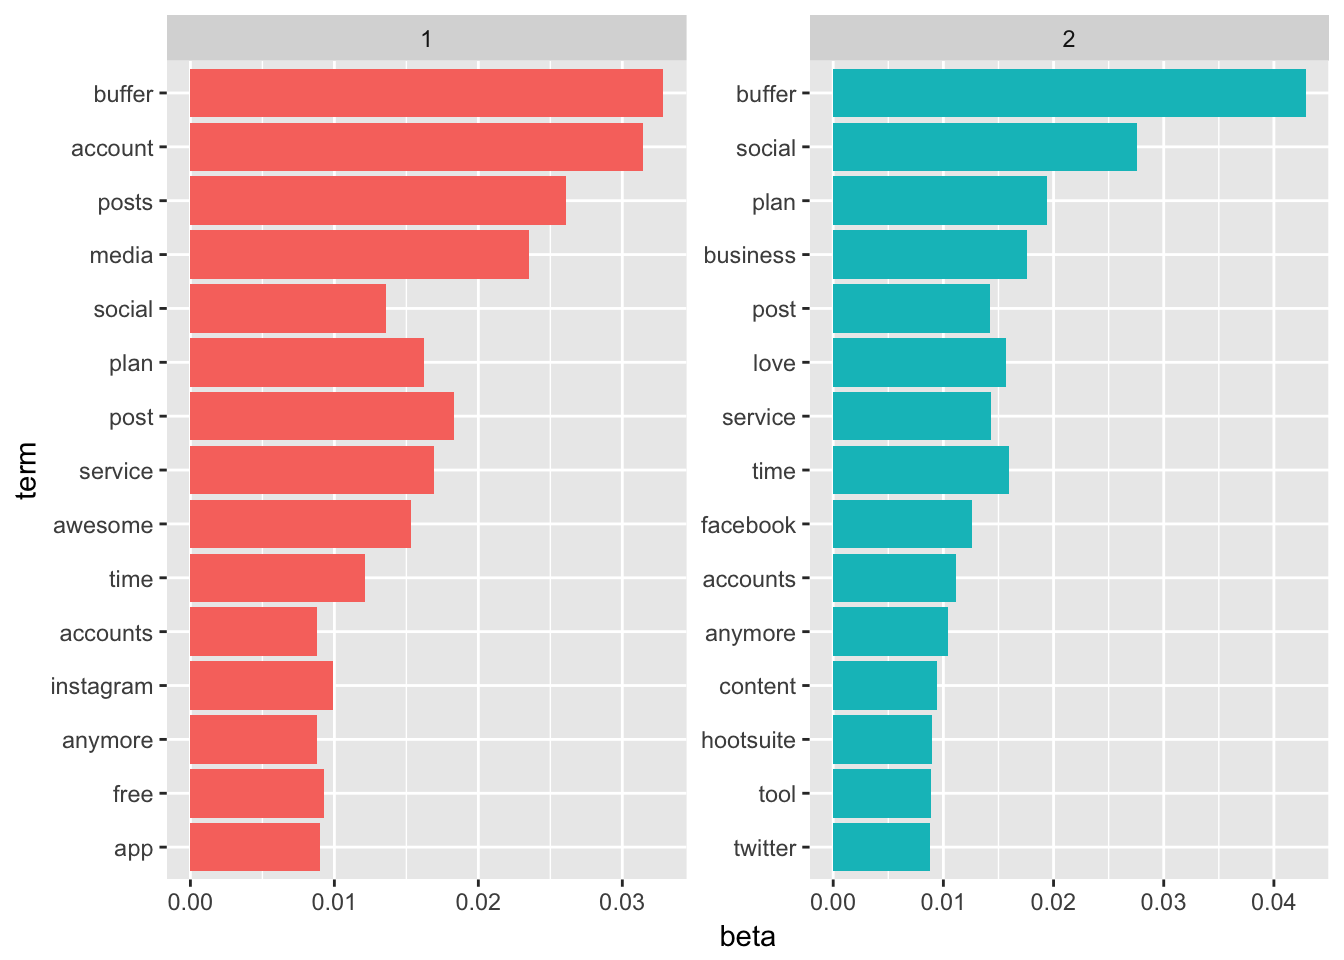 1
2
buffer
account
posts
media
social
plan
post
service
awesome
time
accounts
instagram
anymore
free
app
buffer
social
plan
business
post
love
service
time
facebook
accounts
anymore
content
hootsuite
tool
twitter
term
0.00 0.01 0.02 0.03
0.00 0.01 0.02 0.03 0.04
beta